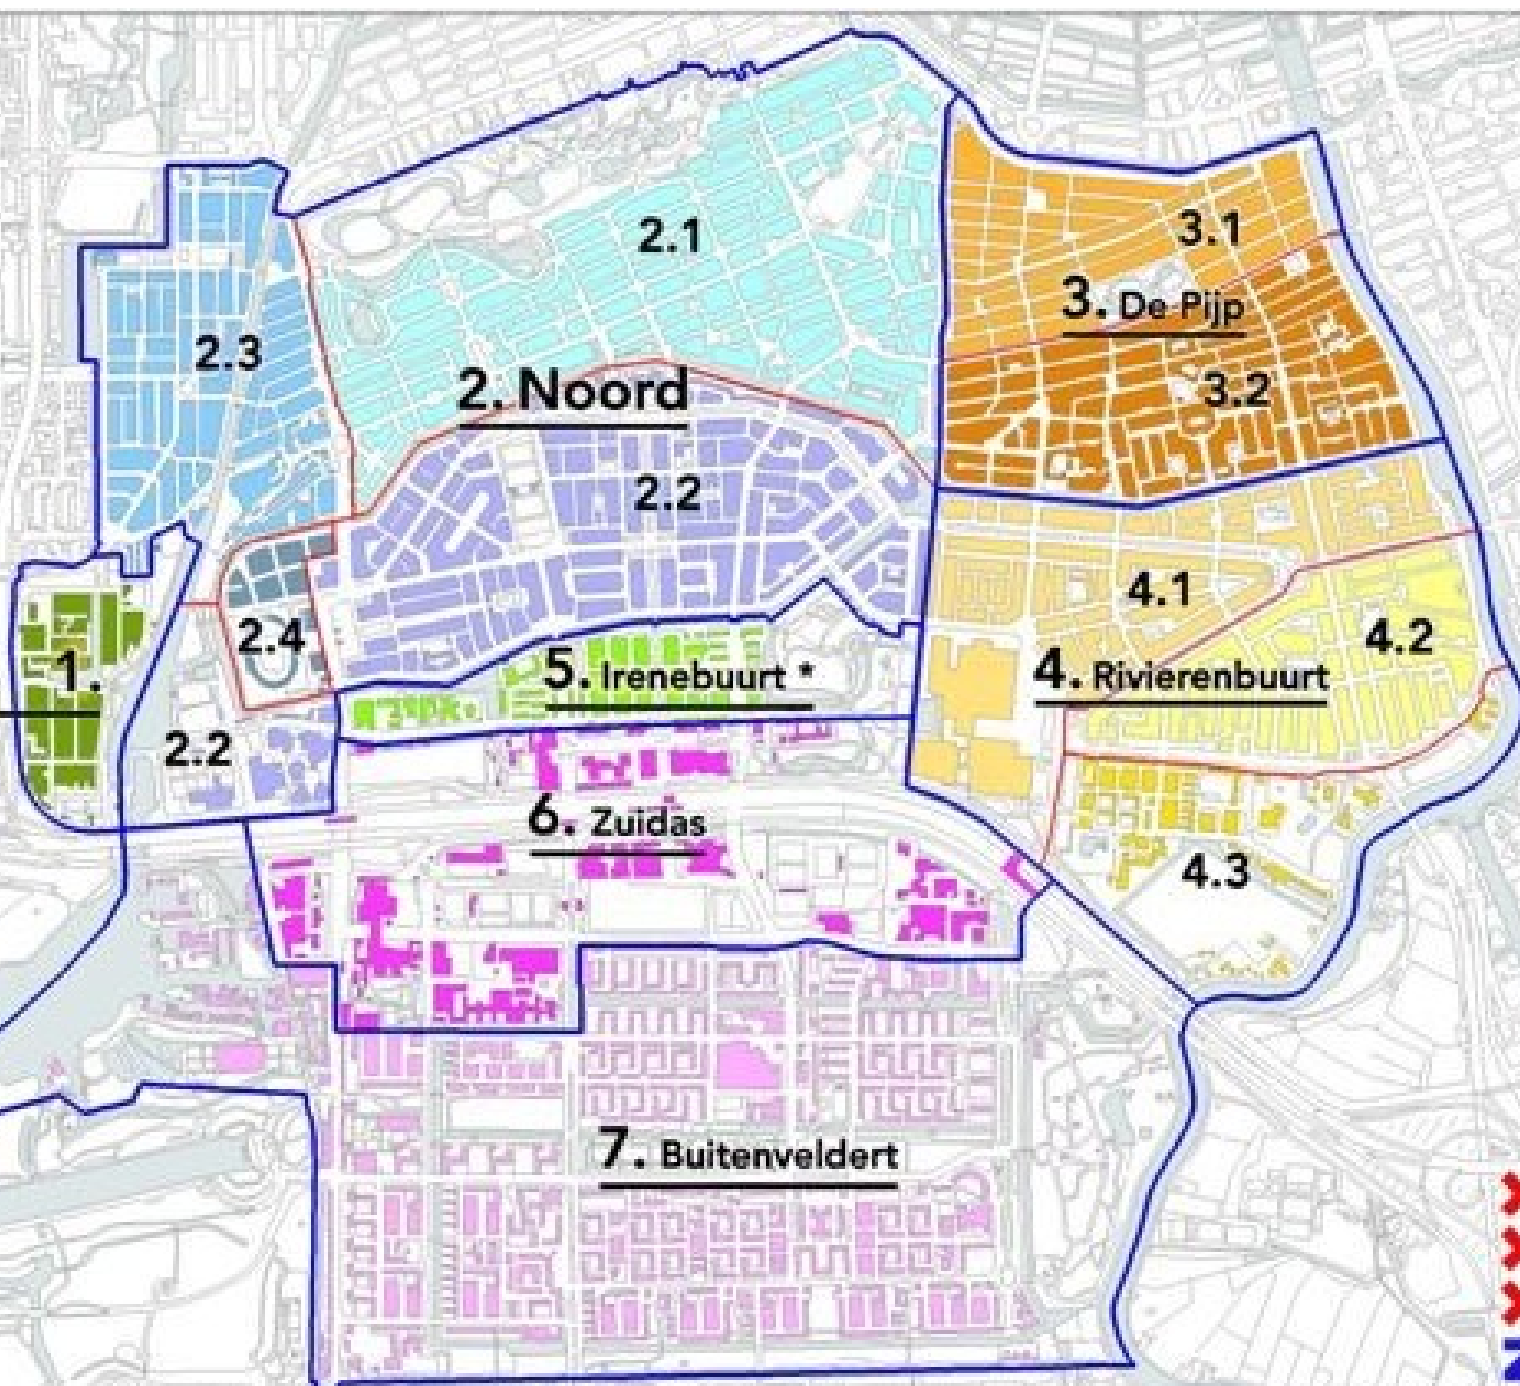 2.1
3.1
3. De Pijp
2.3
3.2
2. Noord
2.2
4.1
4.2
2.4
1.
5. Irenebuurt *
4. Rivierenbuurt
2.2
6. Zuidas
4.3
7. Buitenveldert